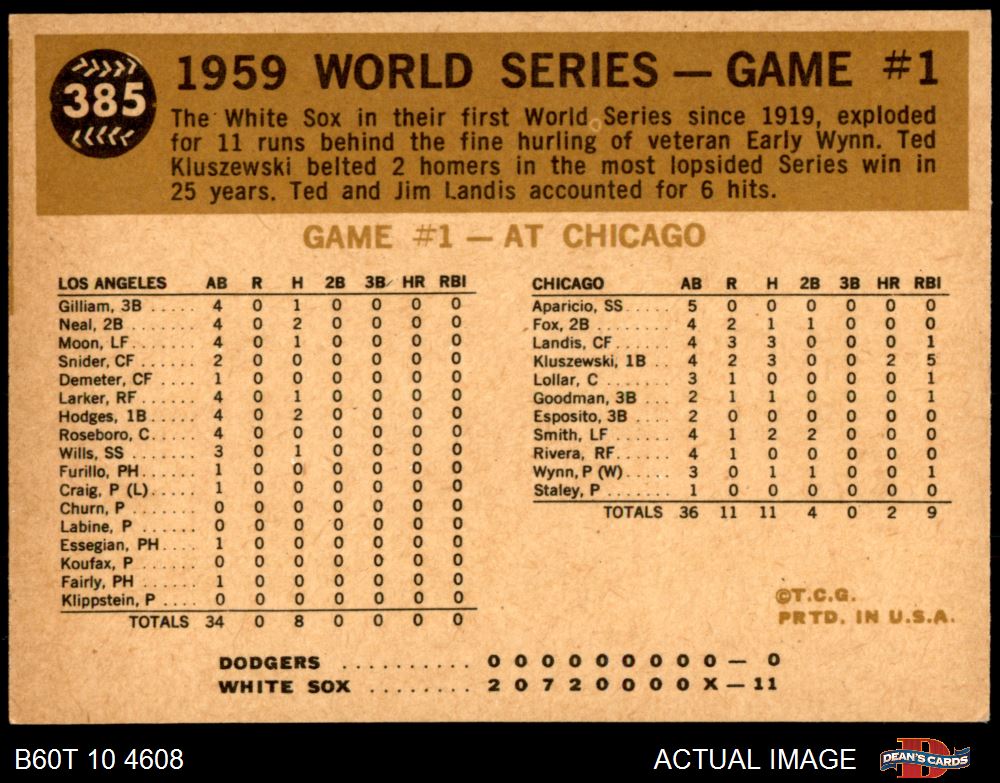 385
1959 WORLD SERIES — GAME #1
The White Sox in their first World Series since 1919, exploded
for 11 runs behind the fine hurling of veteran Early Wynn. Ted
Kluszewski belted 2 homers in the most lopsided Series win in
25 years. Ted and Jim Landis accounted for 6 hits.
GAME #1 — AT CHICAGO
LOS ANGELES AB R H 2B 3B HR RBI
Gilliam, 3B ..... 4 0 1 0 0 0 0
Neal, 2B ....... 4 0 2 0 0 0 0
Moon, LF ....... 4 0 1 0 0 0 0
Snider, CF ...... 2 0 0 0 0 0 0
Demeter, CF .... 1 0 0 0 0 0 0
Larker, RF ...... 4 0 1 0 0 0 0
Hodges, 1B ..... 4 0 2 0 0 0 0
Roseboro, C ..... 4 0 0 0 0 0 0
Wills, SS ....... 3 0 1 0 0 0 0
Furillo, PH ...... 1 0 0 0 0 0 0
Craig, P (L) ..... 1 0 0 0 0 0 0
Churn, P ....... 0 0 0 0 0 0 0
Labine, P ...... 0 0 0 0 0 0 0
Essegian, PH .... 1 0 0 0 0 0 0
Koufax, P ...... 0 0 0 0 0 0 0
Fairly, PH ...... 1 0 0 0 0 0 0
Klippstein, P .... 0 0 0 0 0 0 0
TOTALS 34 0 8 0 0 0 0
CHICAGO AB R H 2B 3B HR RBI
Aparicio, SS ..... 5 0 0 0 0 0 0
Fox, 2B ........ 4 2 1 1 0 0 0
Landis, CF ...... 4 3 3 0 0 0 1
Kluszewski, 1B .. 4 2 3 0 0 2 5
Lollar, C ....... 3 1 0 0 0 0 1
Goodman, 3B ... 2 1 1 0 0 0 1
Esposito, 3B .... 2 0 0 0 0 0 0
Smith, LF ....... 4 1 2 2 0 0 0
Rivera, RF ...... 4 1 0 0 0 0 0
Wynn, P (W) .... 3 0 1 1 0 0 1
Staley, P ....... 1 0 0 0 0 0 0
TOTALS 36 11 11 4 0 2 9
©T.C.G.
PRTD. IN U.S.A.
DODGERS .......... 0 0 0 0 0 0 0 0 0 — 0
WHITE SOX ........ 2 0 7 2 0 0 0 0 X — 11
B60T 10 4608
ACTUAL IMAGE
DEAN'S CARDS